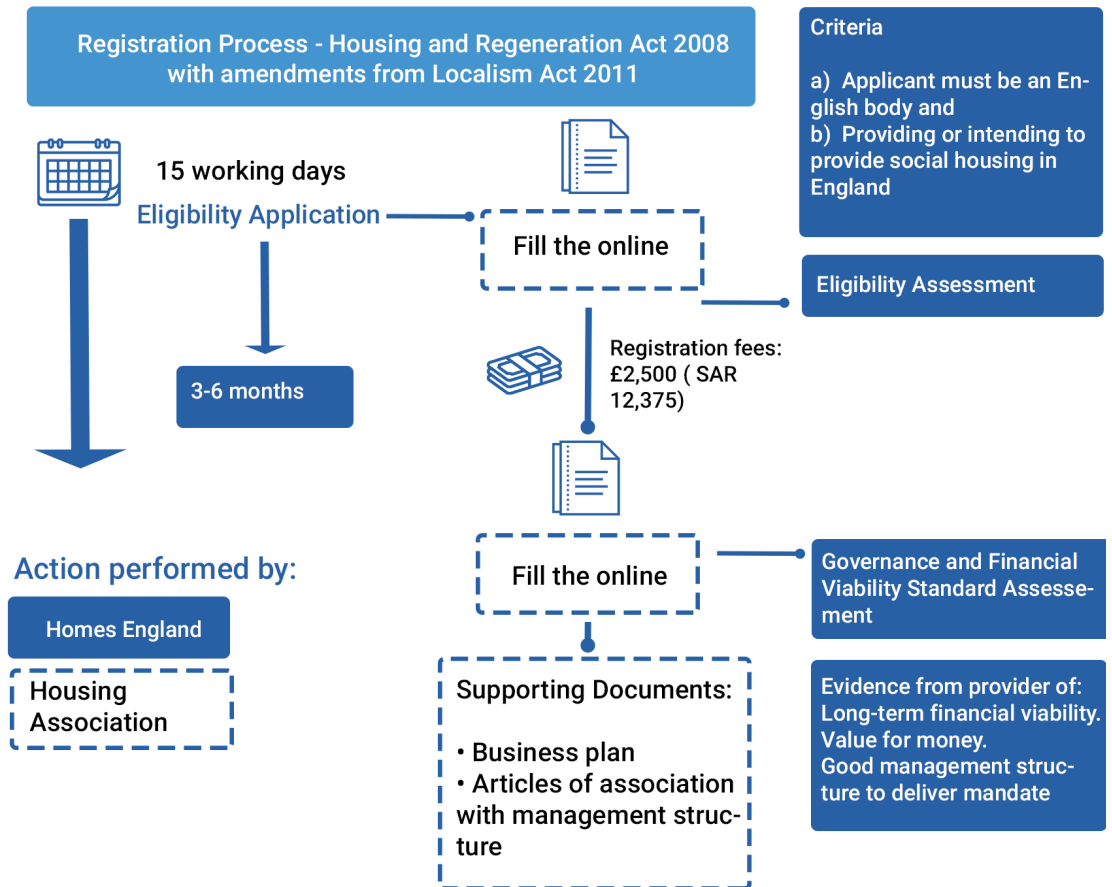 Registration Process - Housing and Regeneration Act 2008
with amendments from Localism Act 2011
Criteria
a) Applicant must be an En-
glish body and
b) Providing or intending to
provide social housing in
England
15 working days
Eligibility Application
Fill the online
Eligibility Assessment
3-6 months
Registration fees:
£2,500 ( SAR
12,375)
Action performed by:
Homes England
Housing
Association
Fill the online
Governance and Financial
Viability Standard Assesse-
ment
Supporting Documents:
• Business plan
• Articles of association
with management struc-
ture
Evidence from provider of:
Long-term financial viability.
Value for money.
Good management struc-
ture to deliver mandate